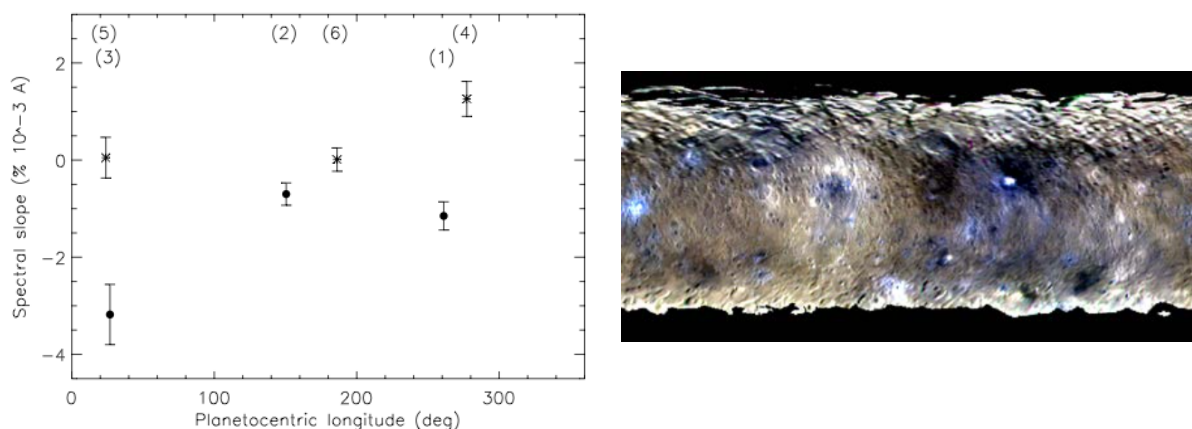 (5) (2) (6) (4)
(3) (1)
2
0
−2
−4
Spectral slope (% 10^−3 A)
0 100 200 300
Planetocentric longitude (deg)